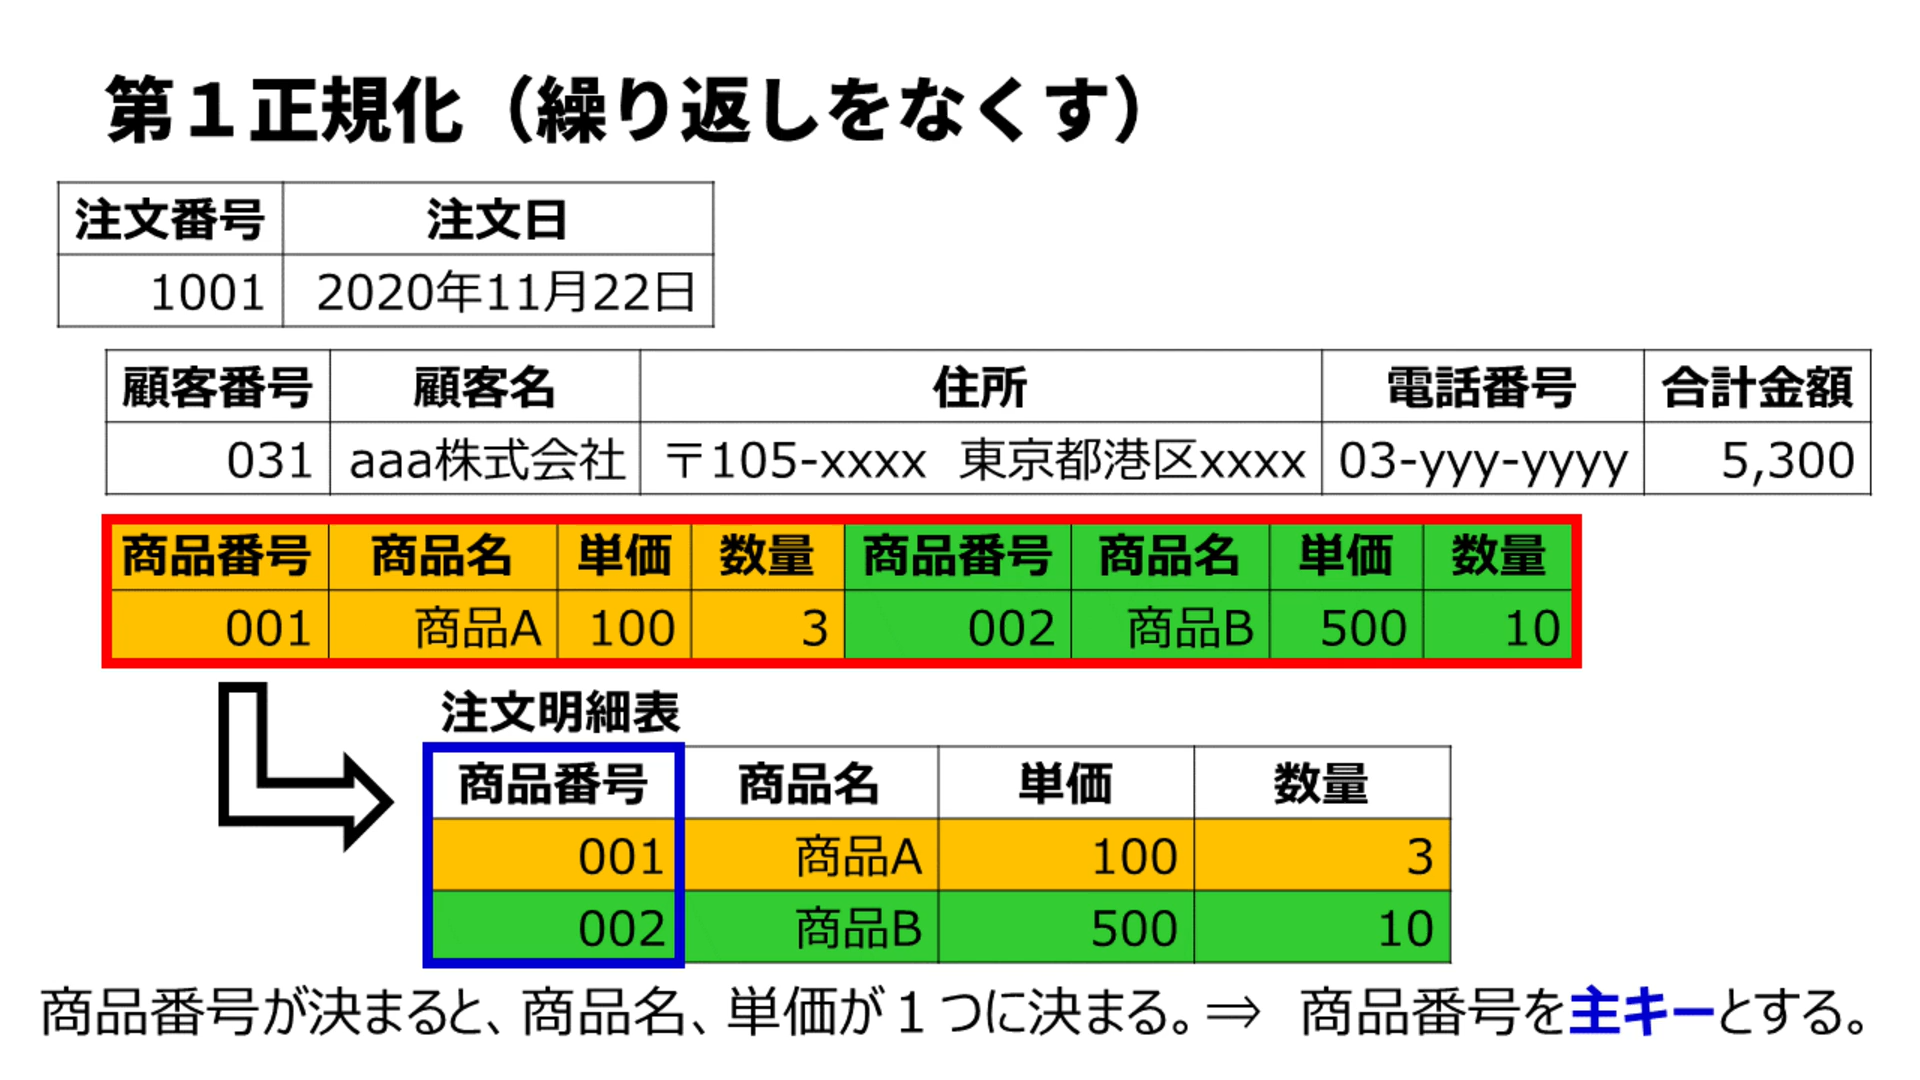 第１正規化（繰り返しをなくす）
注文番号 注文日
1001 2020年11月22日
顧客番号 顧客名 住所 電話番号 合計金額
031 aaa株式会社 〒105-xxxx 東京都港区xxxx 03-yyy-yyyy 5,300
商品番号 商品名 単価 数量 商品番号 商品名 単価 数量
001 商品A 100 3 002 商品B 500 10
注文明細表
商品番号 商品名 単価 数量
001 商品A 100 3
002 商品B 500 10
商品番号が決まると、商品名、単価が１つに決まる。⇒ 商品番号を主キーとする。